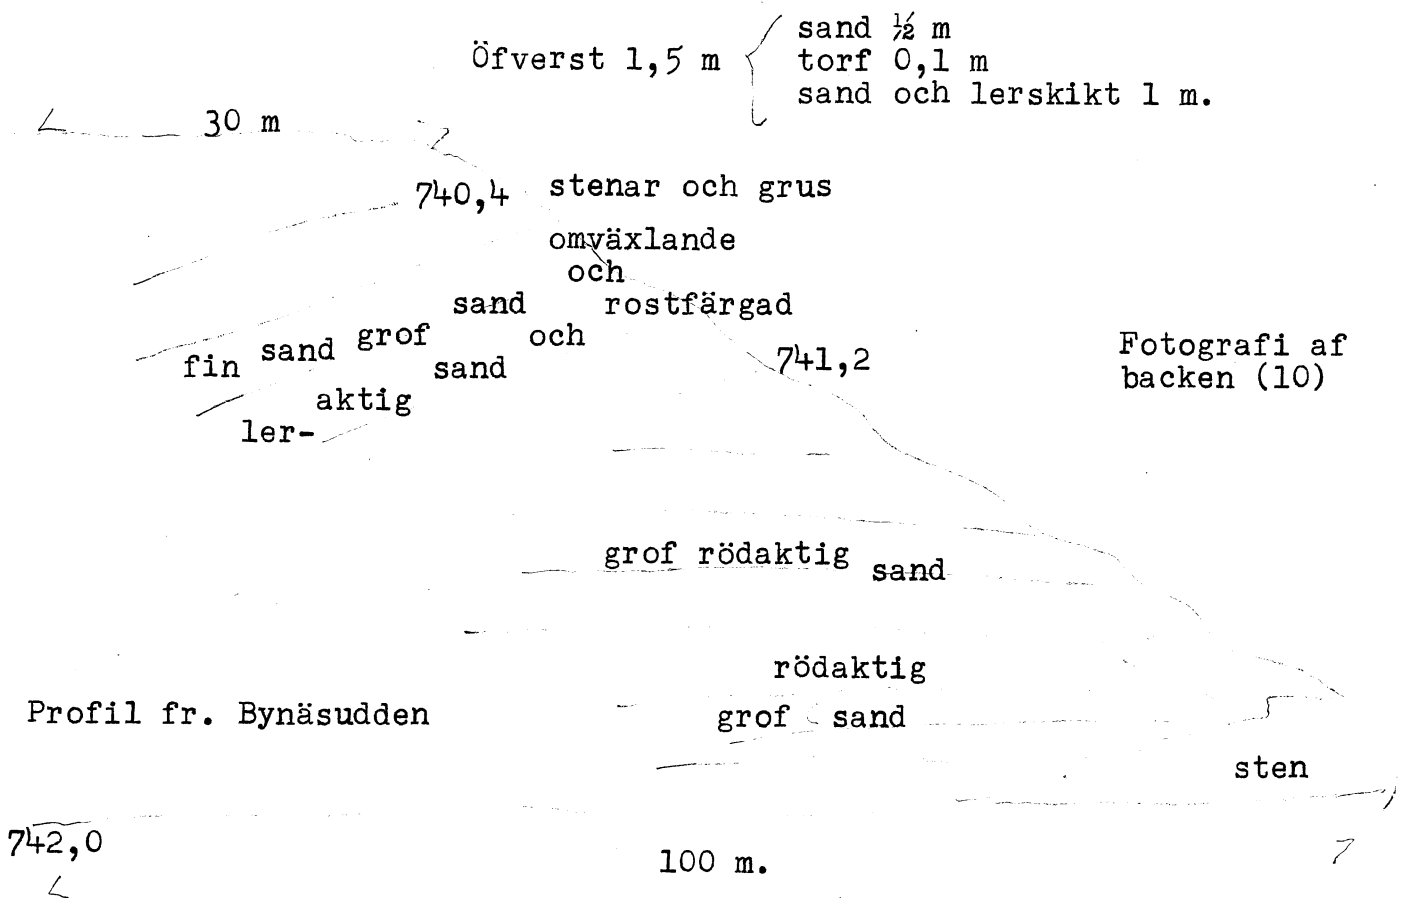 sand ½ m
Öfverst 1,5 m torf 0,1 m
sand och lerskikt 1 m.
30 m
740,4 stenar och grus
omväxlande
och
sand rostfärgad
fin sand grof och
sand
741,2
Fotografi af
backen (10)
aktig
ler-
grof rödaktig sand
rödaktig
Profil fr. Bynäsudden
grof sand
sten
742,0
100 m.